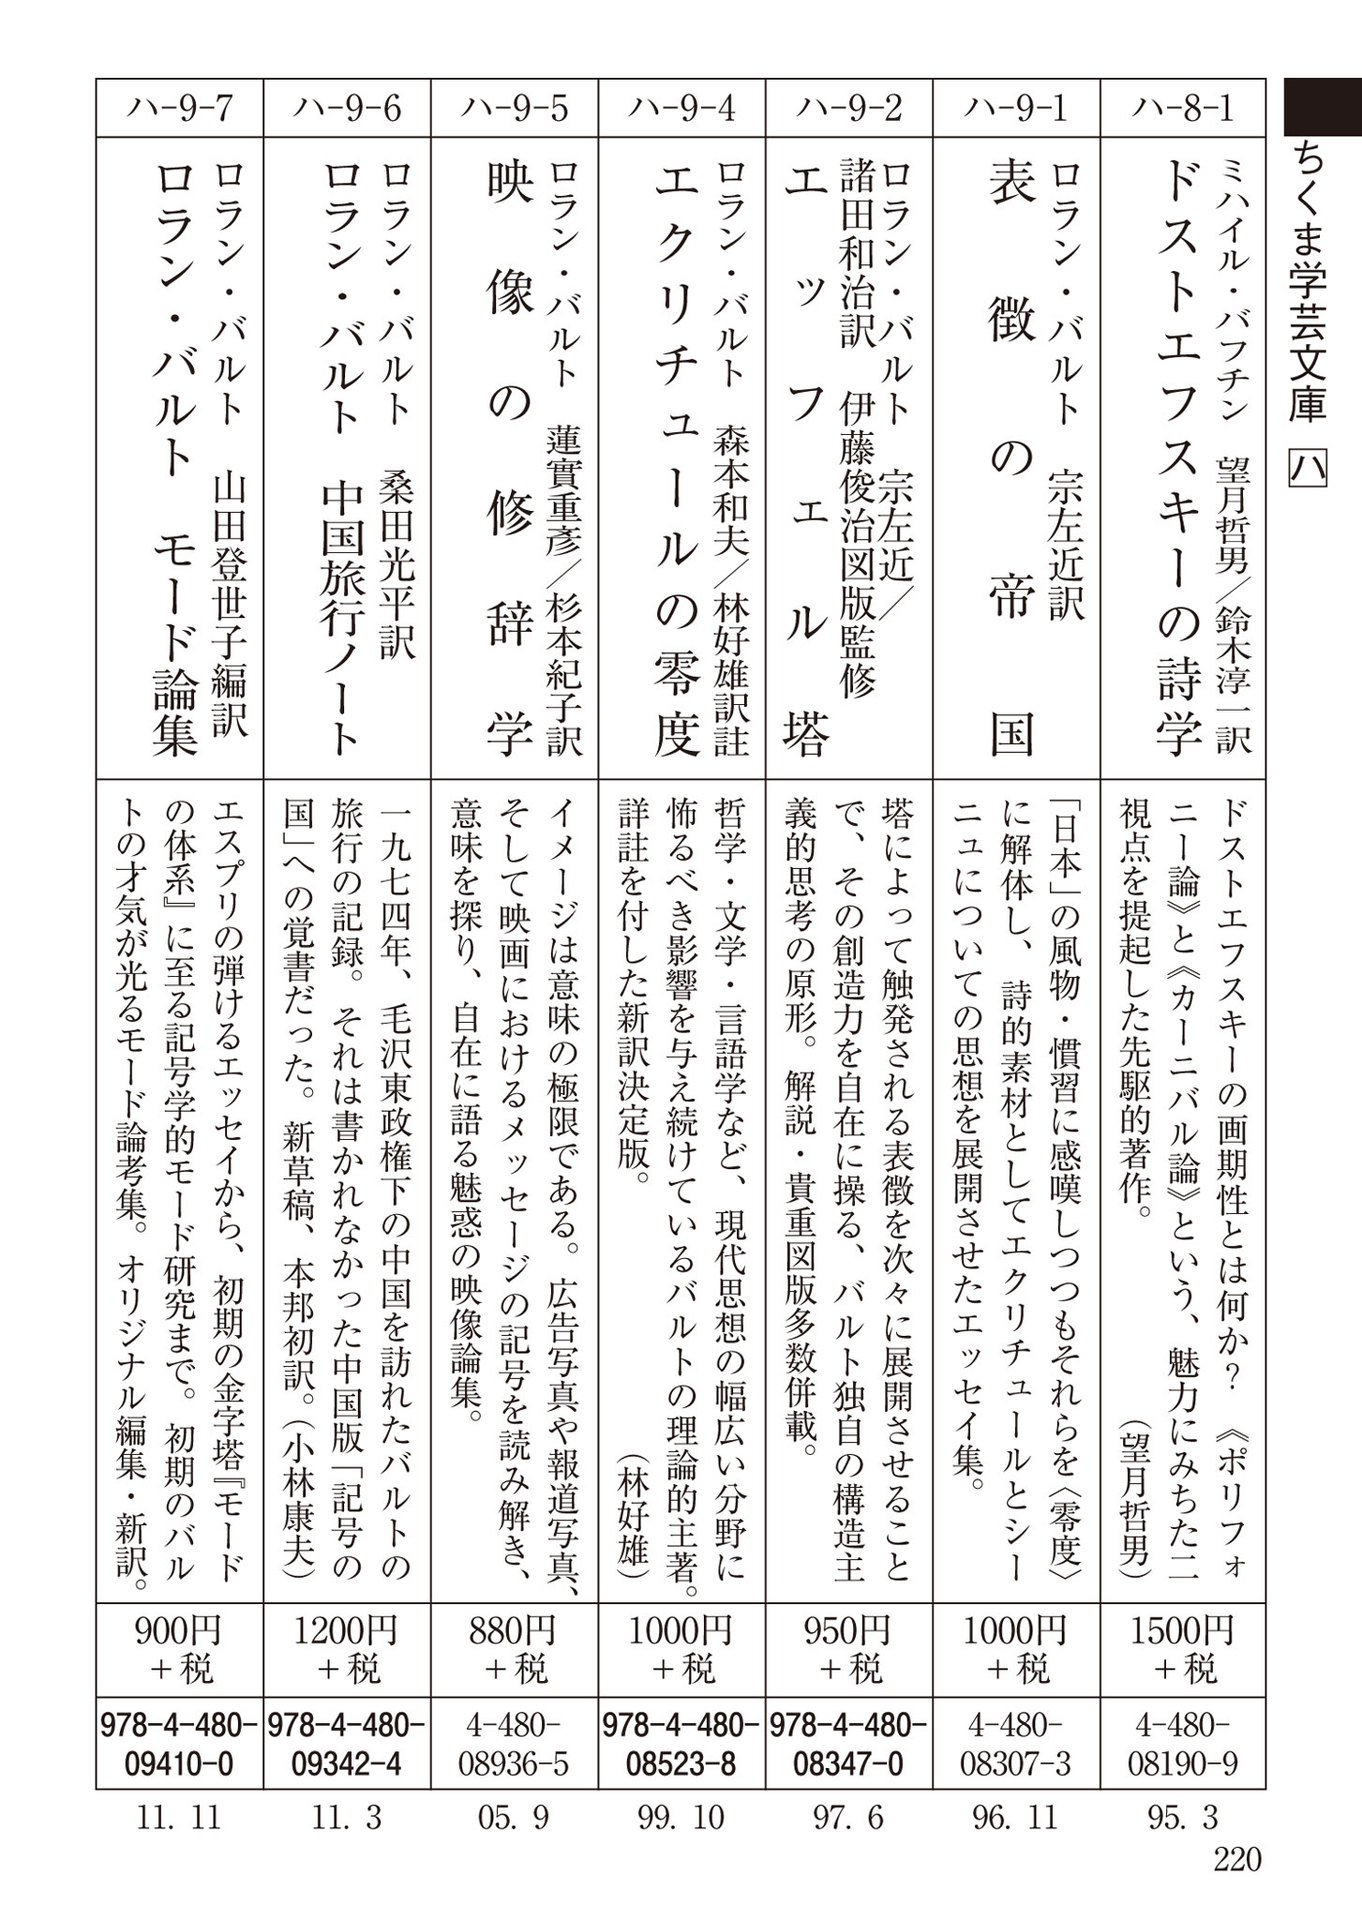 ちくま学芸文庫 ハ
ハ-8-1
ミハイル・バフチン　望月哲男／鈴木淳一訳
ドストエフスキーの詩学
ドストエフスキーの画期性とは何か？　《ポリフォ
ニー論》と《カーニバル論》という、魅力にみちた二
視点を提起した先駆的著作。（望月哲男）
1500円
＋税
4-480-
08190-9
95. 3
ハ-9-1
ロラン・バルト　宗左近訳
表徴の帝国
「日本」の風物・慣習に感嘆しつつもそれらを〈零度〉
に解体し、詩的素材としてエクリチュールとシー
ニュについての思想を展開させたエッセイ集。
1000円
＋税
4-480-
08307-3
96. 11
ハ-9-2
ロラン・バルト　宗左近／
諸田和治訳　伊藤俊治図版監修
エッフェル塔
塔によって触発される表徴を次々に展開させること
で、その創造力を自在に操る、バルト独自の構造主
義的思考の原形。解説・貴重図版多数併載。
950円
＋税
978-4-480-
08347-0
97. 6
ハ-9-4
ロラン・バルト　森本和夫／林好雄訳註
エクリチュールの零度
哲学・文学・言語学など、現代思想の幅広い分野に
怖るべき影響を与え続けているバルトの理論的主著。
詳註を付した新訳決定版。（林好雄）
1000円
＋税
978-4-480-
08523-8
99. 10
ハ-9-5
ロラン・バルト　蓮實重彥／杉本紀子訳
映像の修辞学
イメージは意味の極限である。広告写真や報道写真、
そして映画におけるメッセージの記号を読み解き、
意味を探り、自在に語る魅惑の映像論集。
880円
＋税
4-480-
08936-5
05. 9
ハ-9-6
ロラン・バルト　桑田光平訳
ロラン・バルト　中国旅行ノート
一九七四年、毛沢東政権下の中国を訪れたバルトの
旅行の記録。それは書かれなかった中国版「記号の
国」への覚書だった。新草稿、本邦初訳。（小林康夫）
1200円
＋税
978-4-480-
09342-4
11. 3
ハ-9-7
ロラン・バルト　山田登世子編訳
ロラン・バルト　モード論集
エスプリの弾けるエッセイから、初期の金字塔『モード
の体系』に至る記号学的モード研究まで。初期のバル
トの才気が光るモード論考集。オリジナル編集・新訳。
900円
＋税
978-4-480-
09410-0
11. 11
220